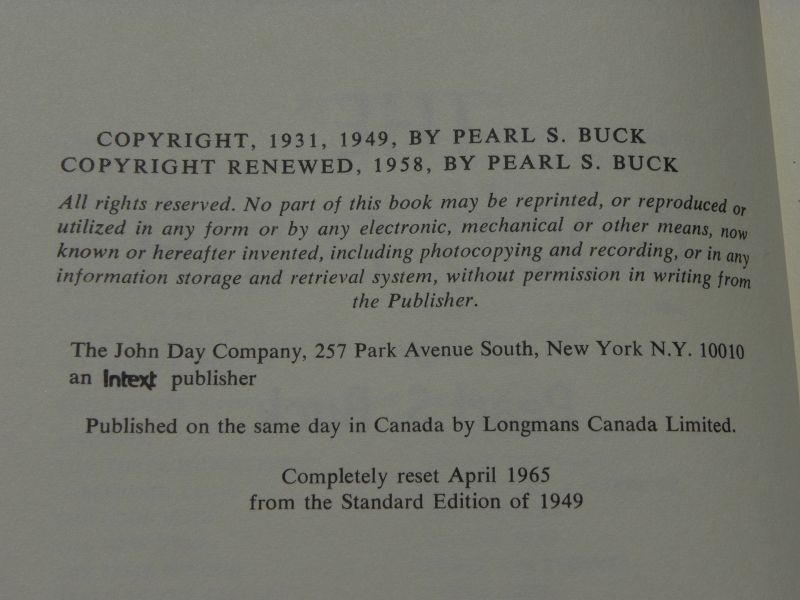 COPYRIGHT, 1931, 1949, BY PEARL S. BUCK
COPYRIGHT RENEWED, 1958, BY PEARL S. BUCK
All rights reserved. No part of this book may be reprinted, or reproduced or
utilized in any form or by any electronic, mechanical or other means, now
known or hereafter invented, including photocopying and recording, or in any
information storage and retrieval system, without permission in writing from
the Publisher.
The John Day Company, 257 Park Avenue South, New York N.Y. 10010
an Intext publisher
Published on the same day in Canada by Longmans Canada Limited.
Completely reset April 1965
from the Standard Edition of 1949